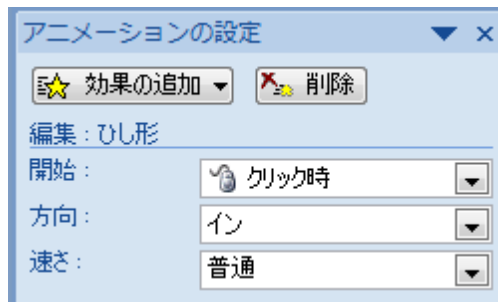 アニメーションの設定
効果の追加 削除
編集 : ひし形
開始 : クリック時
方向 : イン
速さ : 普通